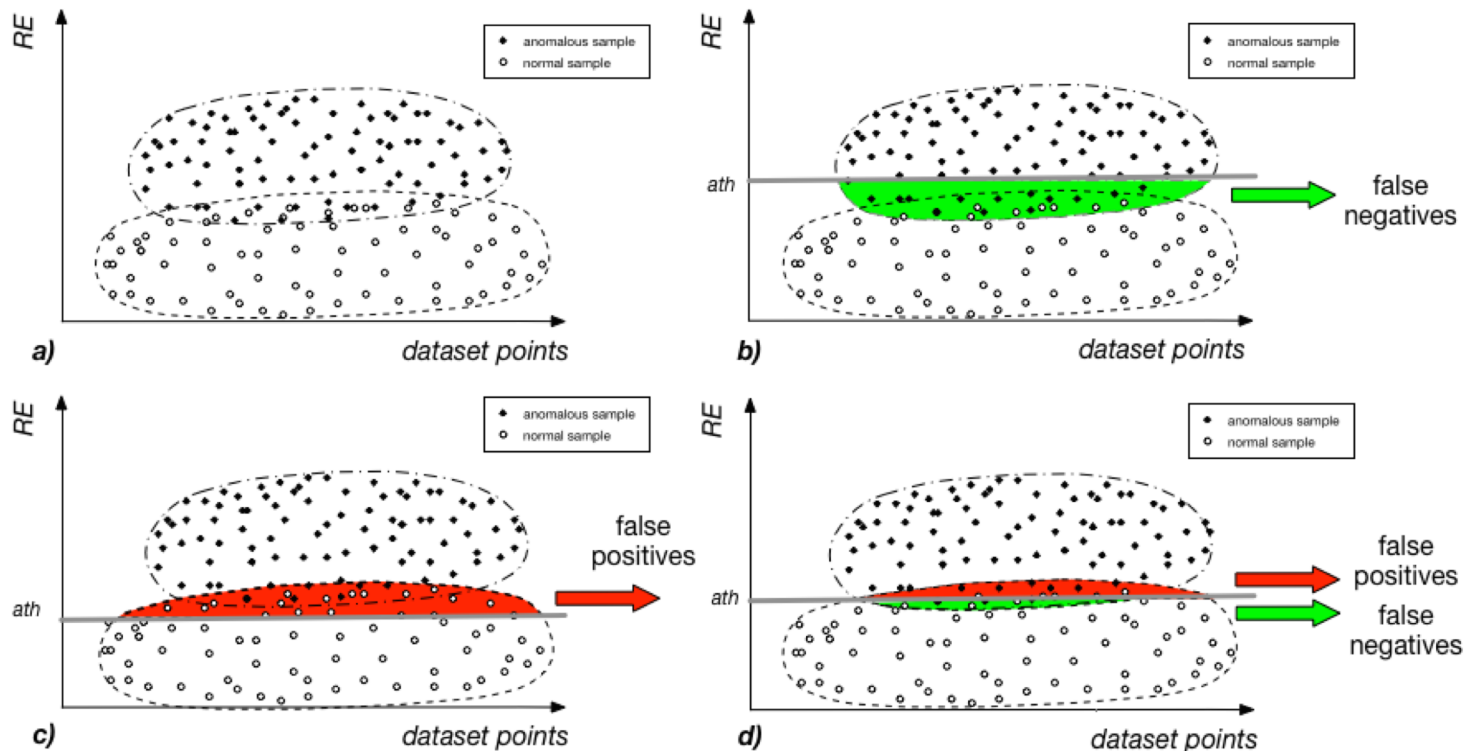 RE
anomalous sample
normal sample
a)
dataset points
RE
anomalous sample
normal sample
ath
false
negatives
b)
dataset points
RE
anomalous sample
normal sample
false
positives
ath
c)
dataset points
RE
anomalous sample
normal sample
false
positives
ath
false
negatives
d)
dataset points